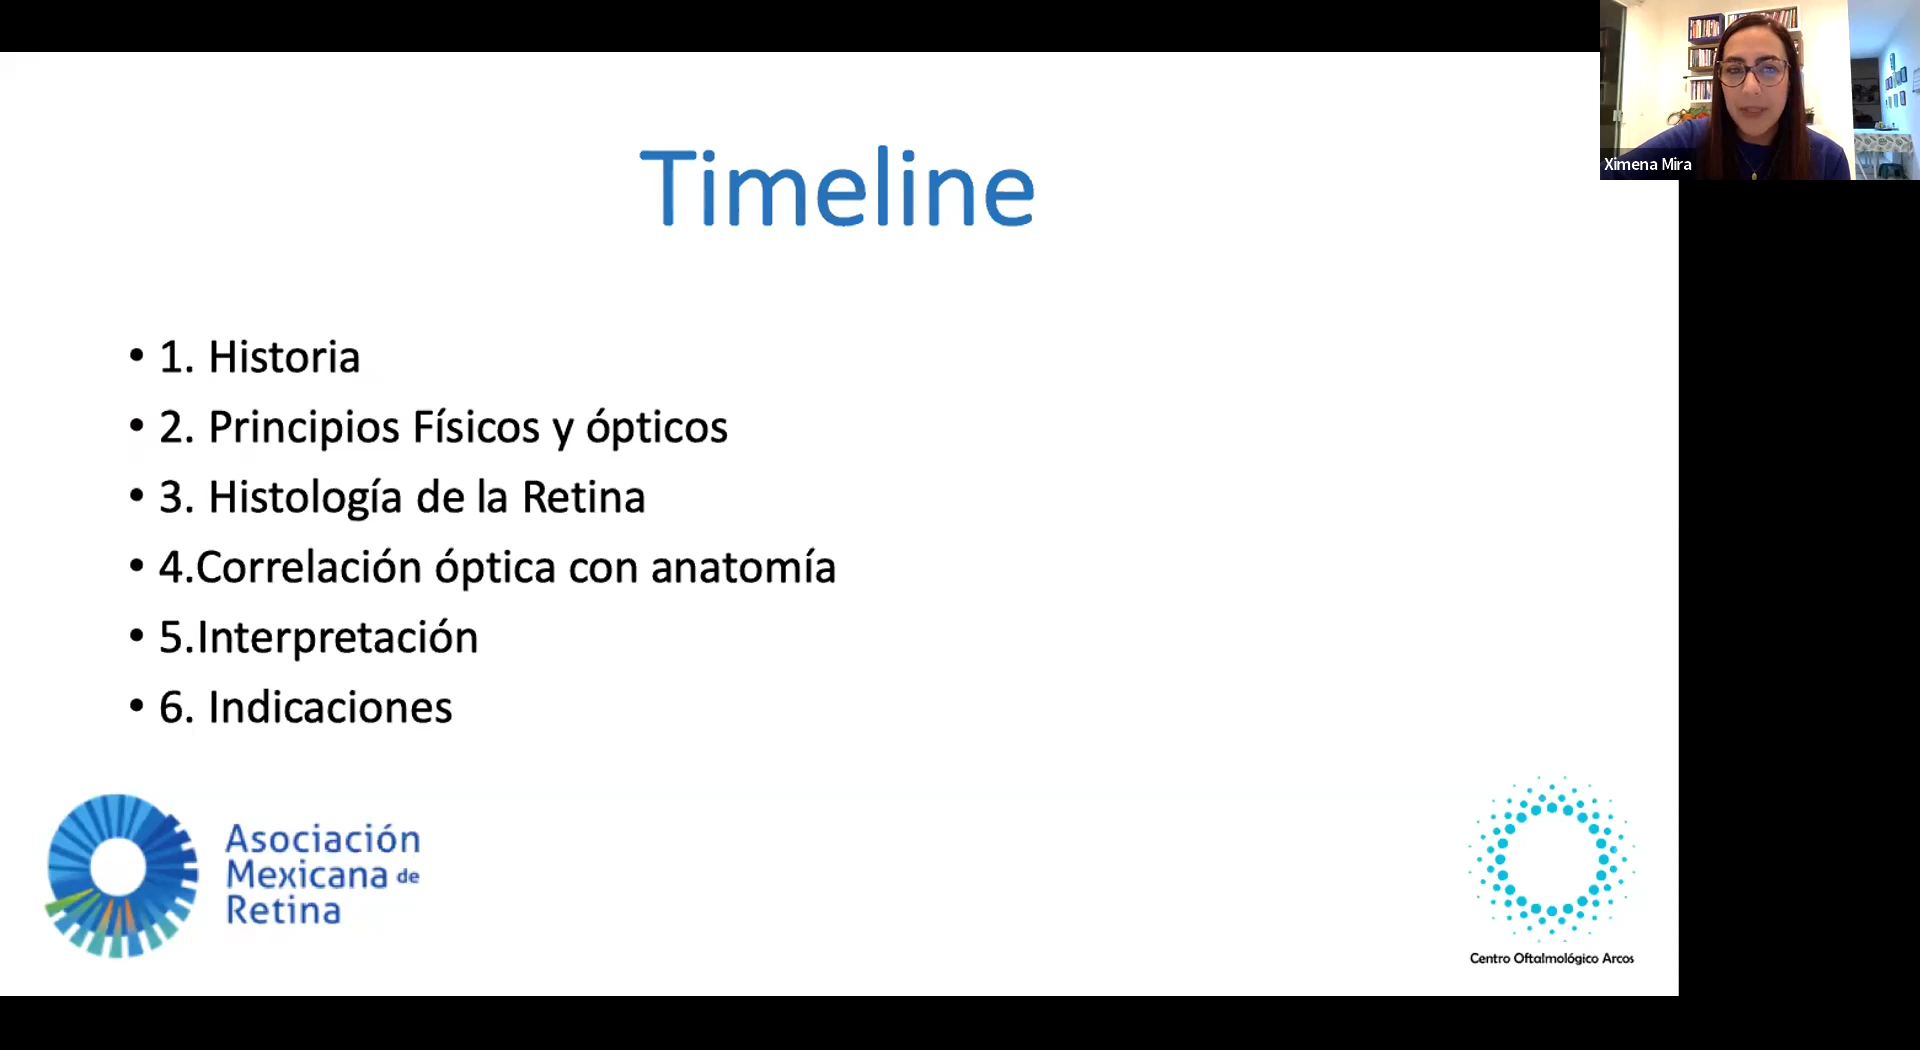 Timeline
• 1. Historia
• 2. Principios Físicos y ópticos
• 3. Histología de la Retina
• 4.Correlación óptica con anatomía
• 5.Interpretación
• 6. Indicaciones
Asociación
Mexicana de
Retina
Centro Oftalmológico Arcos
Ximena Mira